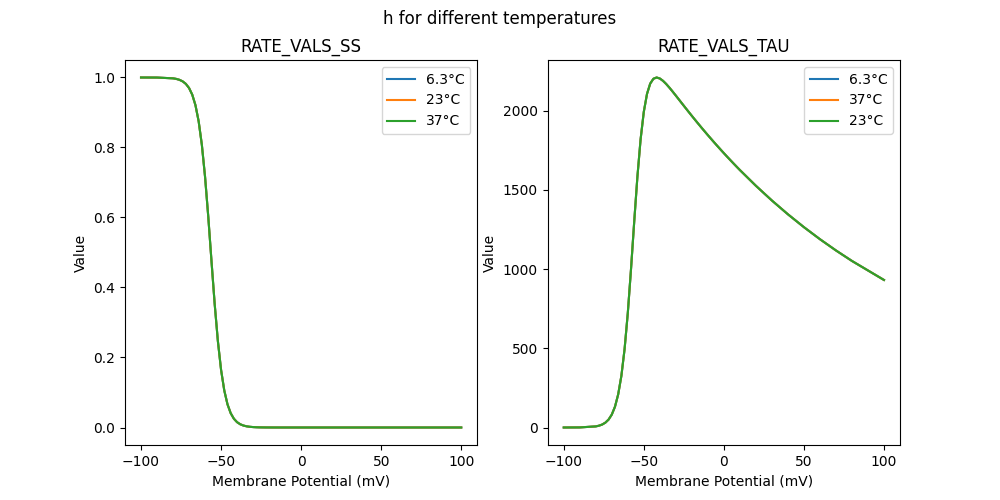 h for different temperatures
RATE_VALS_SS
1.0
0.8
0.6
0.4
0.2
0.0
Value
−100
−50
0
50
100
Membrane Potential (mV)
6.3°C
23°C
37°C
RATE_VALS_TAU
2000
1500
1000
500
0
Value
−100
−50
0
50
100
Membrane Potential (mV)
6.3°C
37°C
23°C